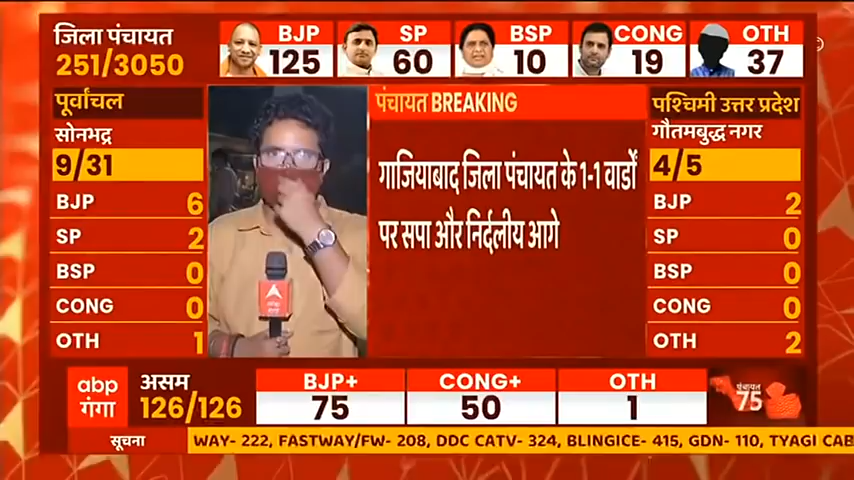 जिला पंचायत
251/3050
BJP
125
SP
60
BSP
10
CONG
19
OTH
37
पूर्वांचल
सोनभद्र
9/31
BJP 6
SP 2
BSP 0
CONG 0
OTH 1
पंचायत BREAKING
गाजियाबाद जिला पंचायत के 1-1 वार्डों
पर सपा और निर्दलीय आगे
पश्चिमी उत्तर प्रदेश
गौतमबुद्ध नगर
4/5
BJP 2
SP 0
BSP 0
CONG 0
OTH 2
abp
गंगा
असम
126/126
BJP+
75
CONG+
50
OTH
1
पंचायत
75
सूचना
WAY- 222, FASTWAY/FW- 208, DDC CATV- 324, BLINGICE- 415, GDN- 110, TYAGI CAB